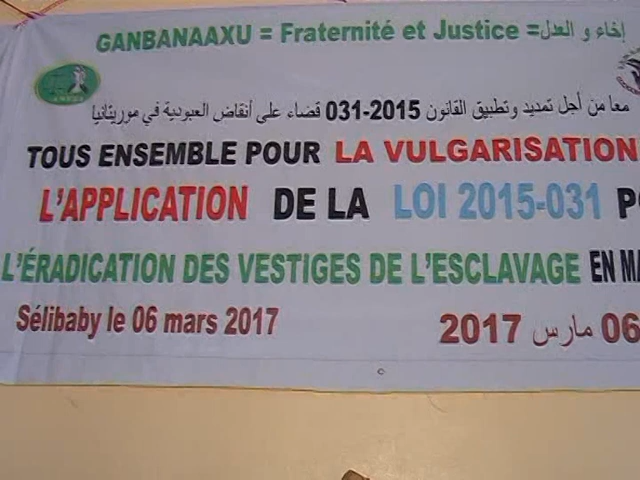 GANBANAAXU = Fraternité et Justice = إخاء و العدل
معا من أجل تمديد وتطبيق القانون 031-2015 قضاء على أنقاض العبودية في موريتانيا
TOUS ENSEMBLE POUR LA VULGARISATION
L'APPLICATION DE LA LOI 2015-031
L'ÉRADICATION DES VESTIGES DE L'ESCLAVAGE EN MA
Sélibaby le 06 mars 2017
06 مارس 2017